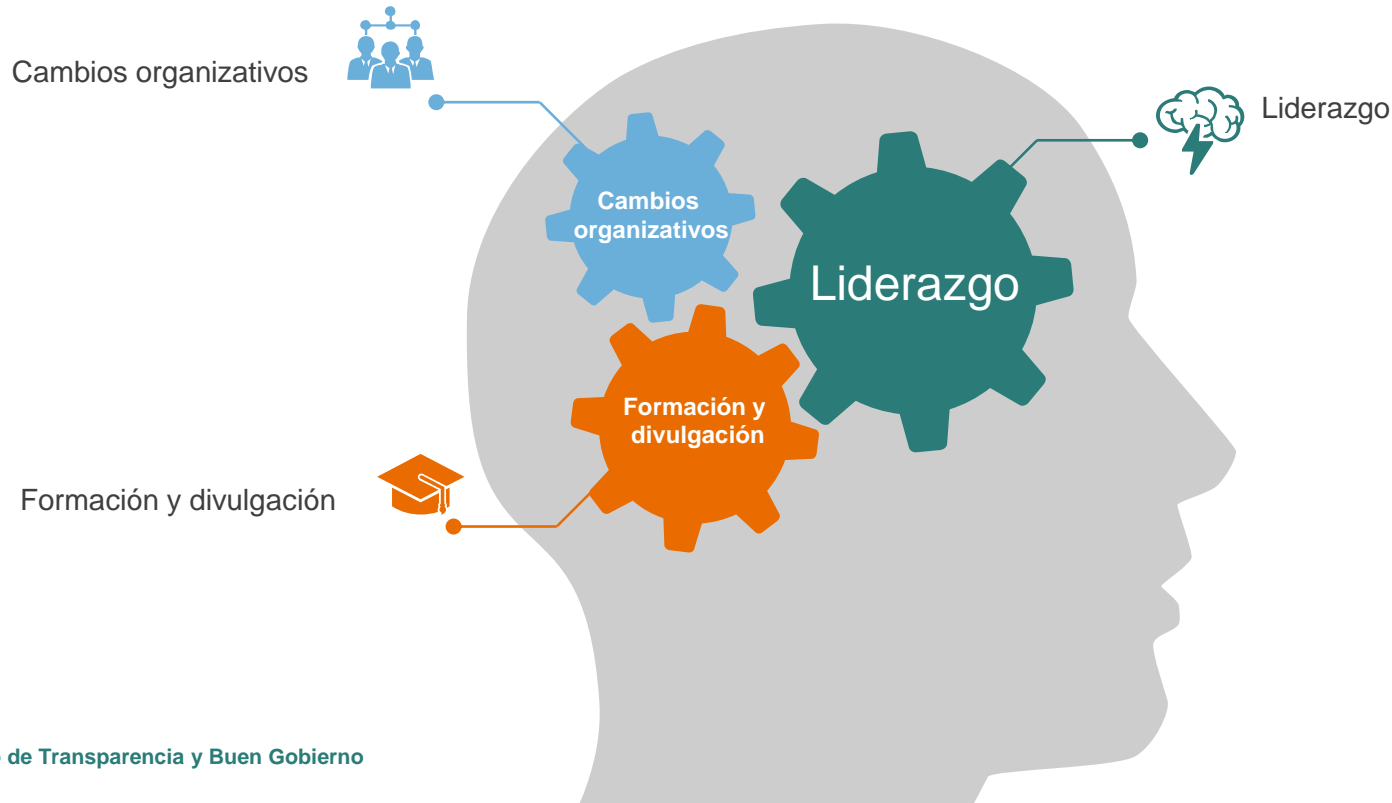 Cambios organizativos
Liderazgo
Cambios
organizativos
Liderazgo
Formación y
divulgación
Formación y divulgación
de Transparencia y Buen Gobierno